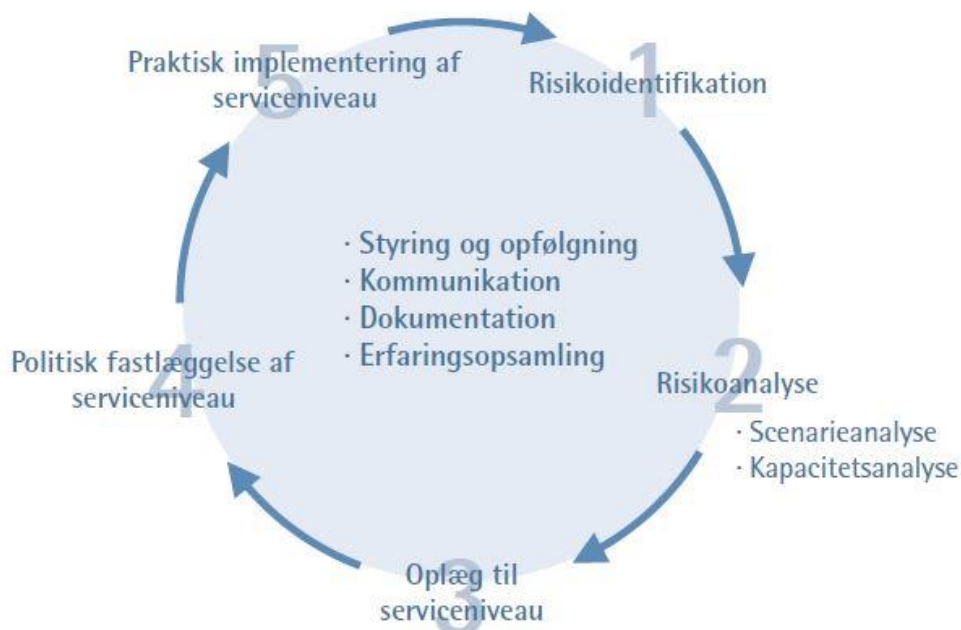 5
Praktisk implementering af
serviceniveau
1
Risikoidentifikation
· Styring og opfølgning
· Kommunikation
· Dokumentation
· Erfaringsopsamling
4
Politisk fastlæggelse af
serviceniveau
2
Risikoanalyse
· Scenarieanalyse
· Kapacitetsanalyse
3
Oplæg til
serviceniveau